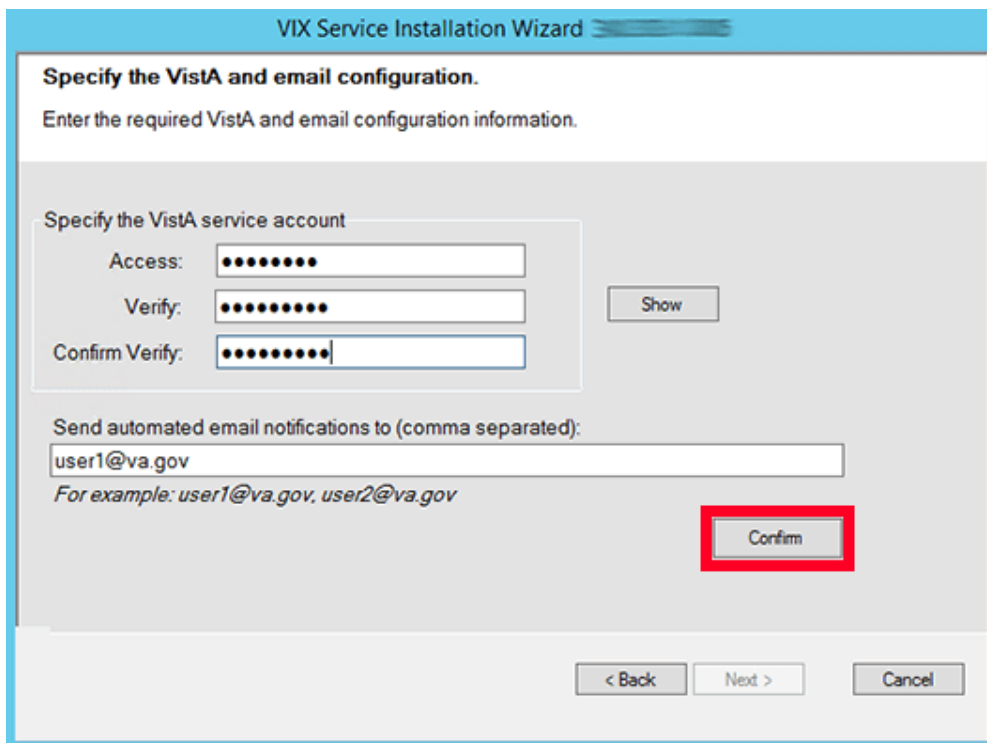 VIX Service Installation Wizard
Specify the VistA and email configuration.
Enter the required VistA and email configuration information.
Specify the VistA service account
Access: ●●●●●●●●
Verify: ●●●●●●●●●
Show
Confirm Verify: ●●●●●●●●●
Send automated email notifications to (comma separated):
user1@va.gov
For example: user1@va.gov, user2@va.gov
Confirm
< Back
Next >
Cancel